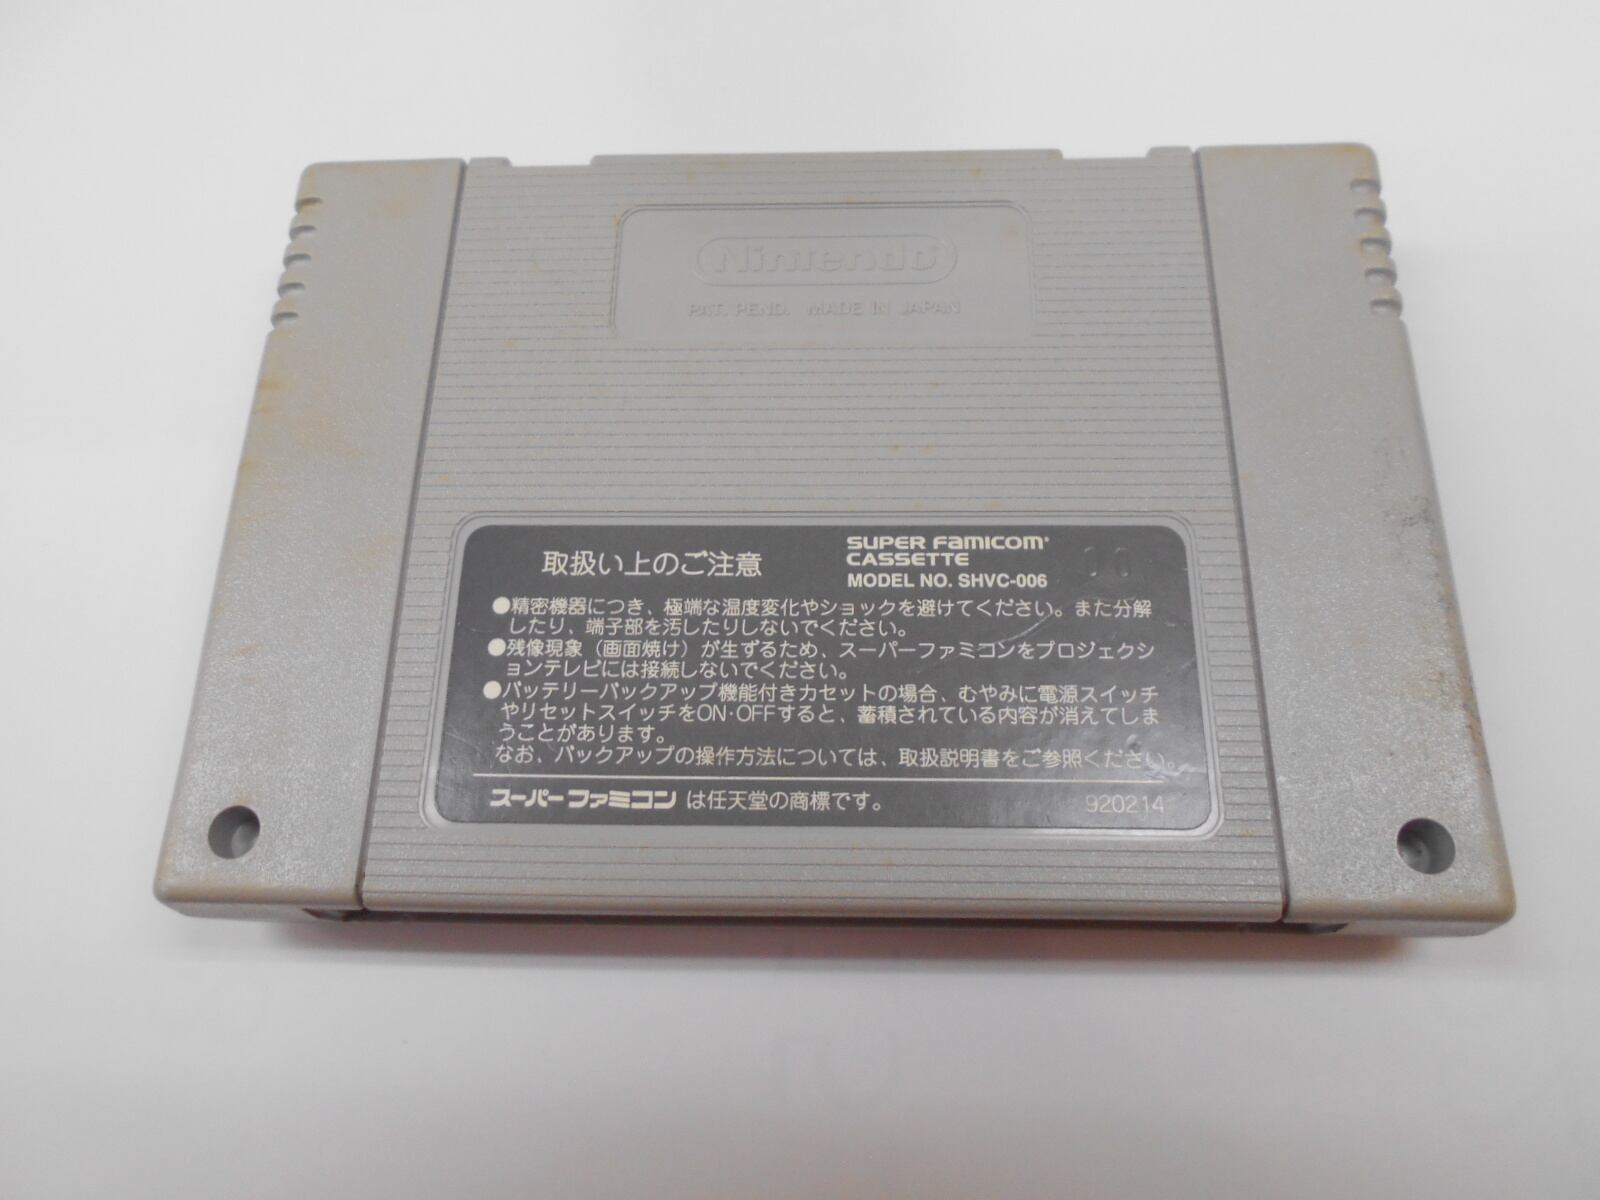 Nintendo
PAT. PEND. MADE IN JAPAN
取扱い上のご注意
SUPER FAMICOM
CASSETTE
MODEL NO. SHVC-006
00
●精密機器につき、極端な温度変化やショックを避けてください。また分解
したり、端子部を汚したりしないでください。
●残像現象（画面焼け）が生ずるため、スーパーファミコンをプロジェクシ
ョンテレビには接続しないでください。
●バッテリーバックアップ機能付きカセットの場合、むやみに電源スイッチ
やリセットスイッチをON・OFFすると、蓄積されている内容が消えてしま
うことがあります。
なお、バックアップの操作方法については、取扱説明書をご参照ください。
スーパーファミコン は任天堂の商標です。
920214